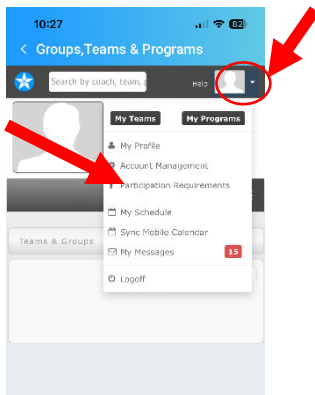 10:27
82
Groups,Teams & Programs
Search by coach, team,
Help
My Teams
My Programs
My Profile
Account Management
Participation Requirements
My Schedule
Sync Mobile Calendar
My Messages 15
Logoff
Teams & Groups